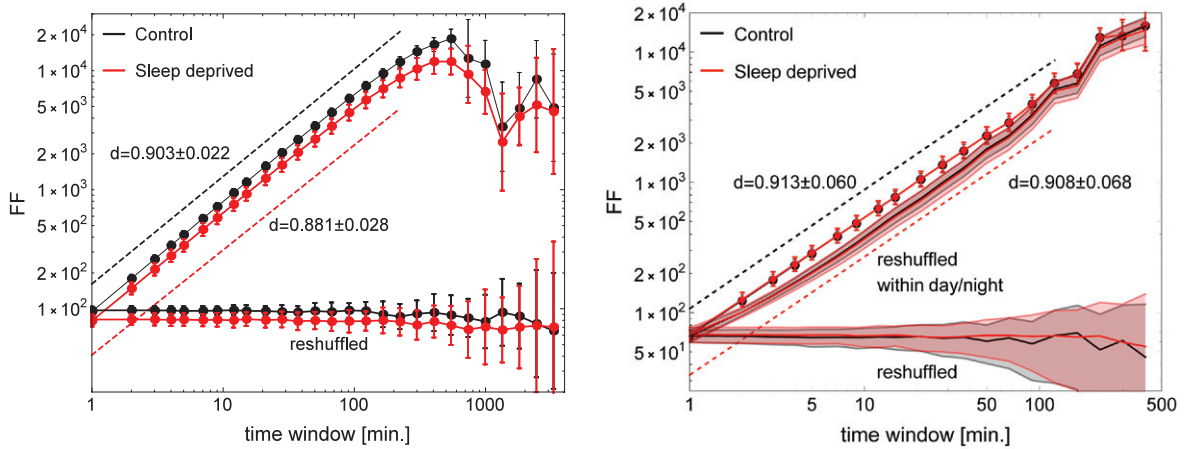 Control
Sleep deprived
2 × 10⁴
1 × 10⁴
5 × 10³
2 × 10³
1 × 10³
5 × 10²
2 × 10²
1 × 10²
FF
d=0.903±0.022
d=0.881±0.028
reshuffled
1 10 100 1000
time window [min.]
Control
Sleep deprived
2 × 10⁴
1 × 10⁴
5 × 10³
2 × 10³
1 × 10³
5 × 10²
2 × 10²
1 × 10²
5 × 10¹
FF
d=0.913±0.060
d=0.908±0.068
reshuffled
within day/night
reshuffled
1 5 10 50 100 500
time window [min.]